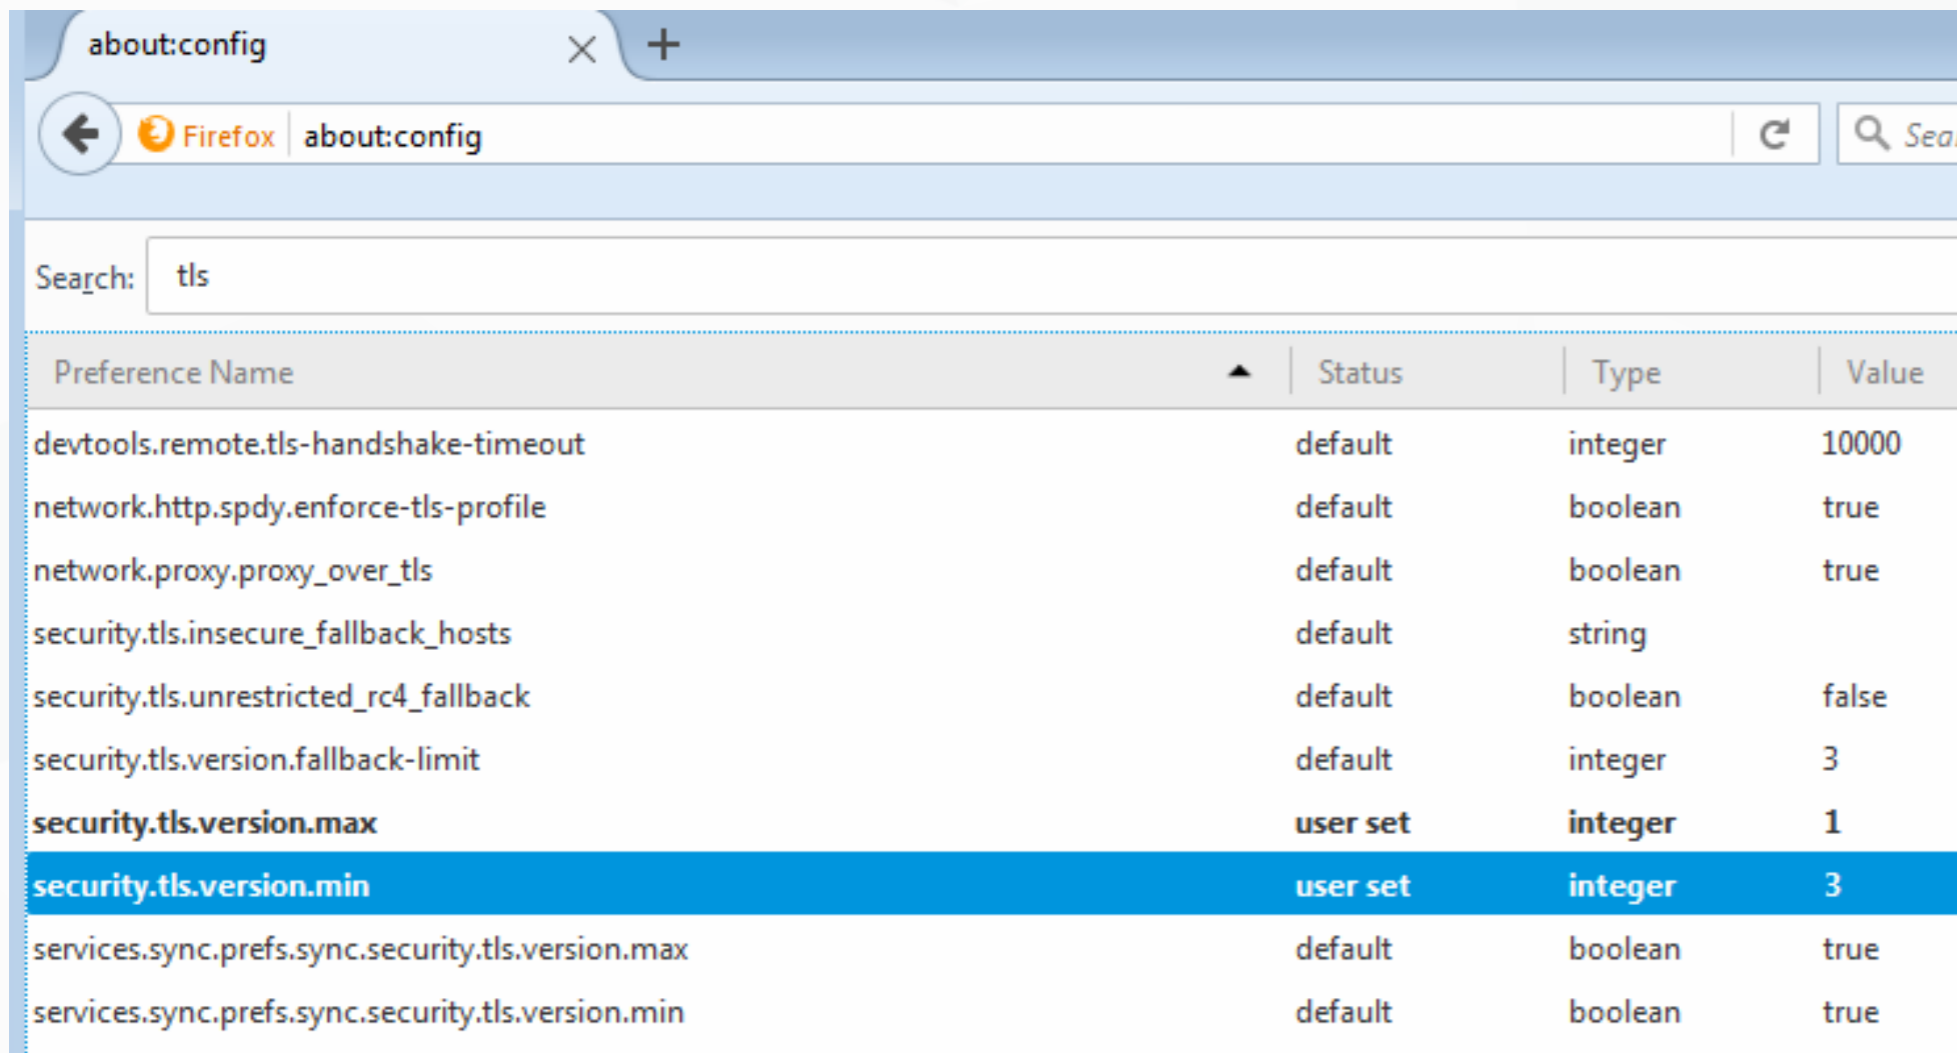 about:config
Firefox about:config
Search: tls
Preference Name Status Type Value
devtools.remote.tls-handshake-timeout default integer 10000
network.http.spdy.enforce-tls-profile default boolean true
network.proxy.proxy_over_tls default boolean true
security.tls.insecure_fallback_hosts default string
security.tls.unrestricted_rc4_fallback default boolean false
security.tls.version.fallback-limit default integer 3
security.tls.version.max user set integer 1
security.tls.version.min user set integer 3
services.sync.prefs.sync.security.tls.version.max default boolean true
services.sync.prefs.sync.security.tls.version.min default boolean true